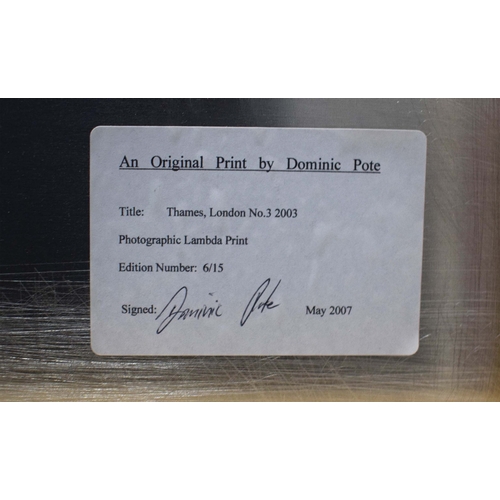 An Original Print by Dominic Pote
Title: Thames, London No.3 2003
Photographic Lambda Print
Edition Number: 6/15
Signed: Dominic Pote May 2007